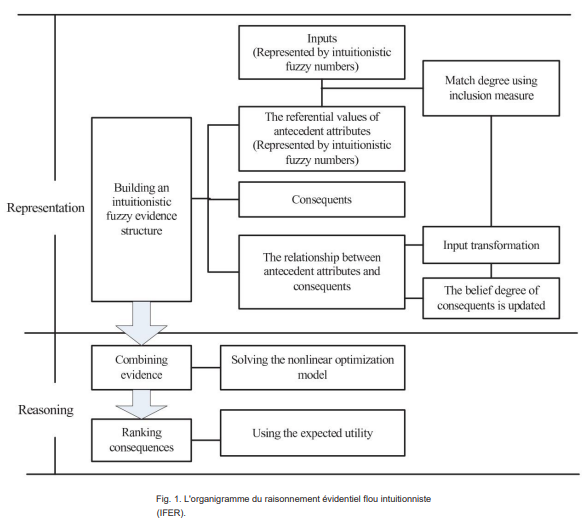 Inputs
(Represented by intuitionistic
fuzzy numbers)
Match degree using
inclusion measure
The referential values of
antecedent attributes
(Represented by intuitionistic
fuzzy numbers)
Building an
intuitionistic
fuzzy evidence
structure
Consequents
Representation
The relationship between
antecedent attributes and
consequents
Input transformation
The belief degree of
consequents is updated
Combining
evidence
Solving the nonlinear optimization
model
Reasoning
Ranking
consequences
Using the expected utility
Fig. 1. L'organigramme du raisonnement évidentiel flou intuitionniste
(IFER).